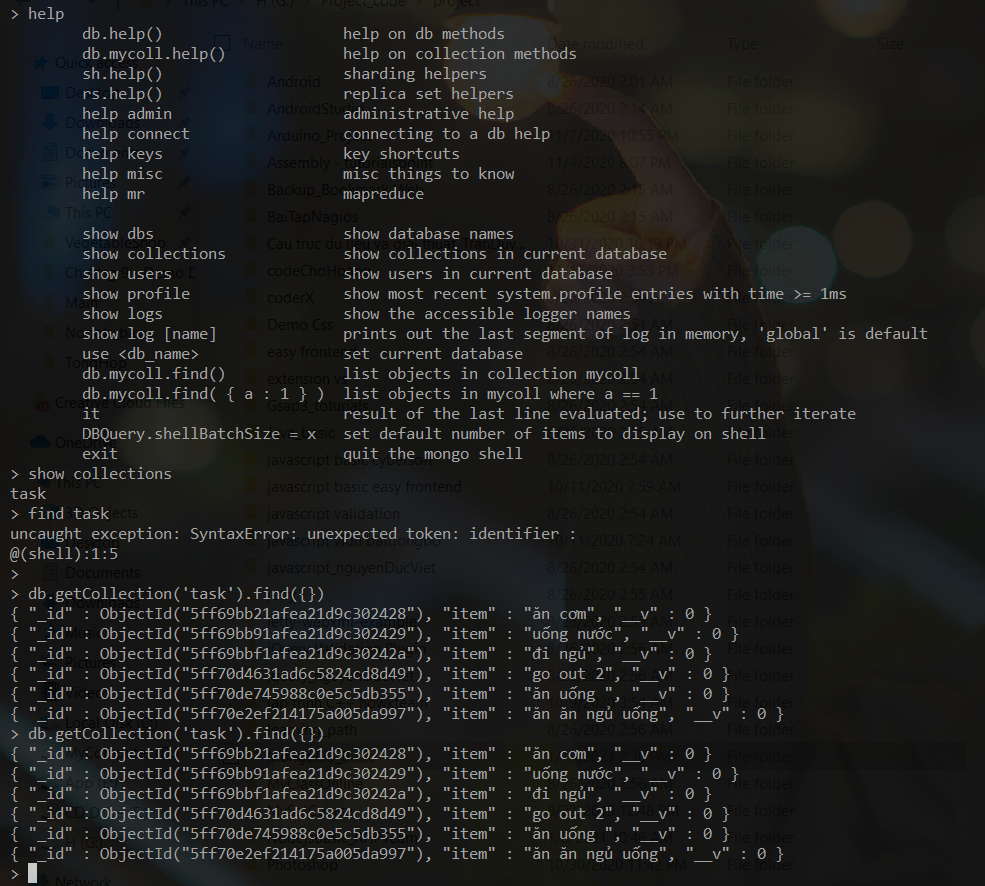 > help
db.help() help on db methods
db.mycoll.help() help on collection methods
sh.help() sharding helpers
rs.help() replica set helpers
help admin administrative help
help connect connecting to a db help
help keys key shortcuts
help misc misc things to know
help mr mapreduce
show dbs show database names
show collections show collections in current database
show users show users in current database
show profile show most recent system.profile entries with time >= 1ms
show logs show the accessible logger names
show log [name] prints out the last segment of log in memory, 'global' is default
use <db_name> set current database
db.mycoll.find() list objects in collection mycoll
db.mycoll.find( { a : 1 } ) list objects in mycoll where a == 1
it result of the last line evaluated; use to further iterate
DBQuery.shellBatchSize = x set default number of items to display on shell
exit quit the mongo shell
> show collections
task
> find task
uncaught exception: SyntaxError: unexpected token: identifier :
@(shell):1:5
>
> db.getCollection('task').find({})
{ "_id" : ObjectId("5ff69bb21afea21d9c302428"), "item" : "ăn cơm", "__v" : 0 }
{ "_id" : ObjectId("5ff69bb91afea21d9c302429"), "item" : "uống nước", "__v" : 0 }
{ "_id" : ObjectId("5ff69bbf1afea21d9c30242a"), "item" : "đi ngủ", "__v" : 0 }
{ "_id" : ObjectId("5ff70d4631ad6c5824cd8d49"), "item" : "go out 2", "__v" : 0 }
{ "_id" : ObjectId("5ff70de745988c0e5c5db355"), "item" : "ăn uống ", "__v" : 0 }
{ "_id" : ObjectId("5ff70e2ef214175a005da997"), "item" : "ăn ăn ngủ uống", "__v" : 0 }
> db.getCollection('task').find({})
{ "_id" : ObjectId("5ff69bb21afea21d9c302428"), "item" : "ăn cơm", "__v" : 0 }
{ "_id" : ObjectId("5ff69bb91afea21d9c302429"), "item" : "uống nước", "__v" : 0 }
{ "_id" : ObjectId("5ff69bbf1afea21d9c30242a"), "item" : "đi ngủ", "__v" : 0 }
{ "_id" : ObjectId("5ff70d4631ad6c5824cd8d49"), "item" : "go out 2", "__v" : 0 }
{ "_id" : ObjectId("5ff70de745988c0e5c5db355"), "item" : "ăn uống ", "__v" : 0 }
{ "_id" : ObjectId("5ff70e2ef214175a005da997"), "item" : "ăn ăn ngủ uống", "__v" : 0 }
>